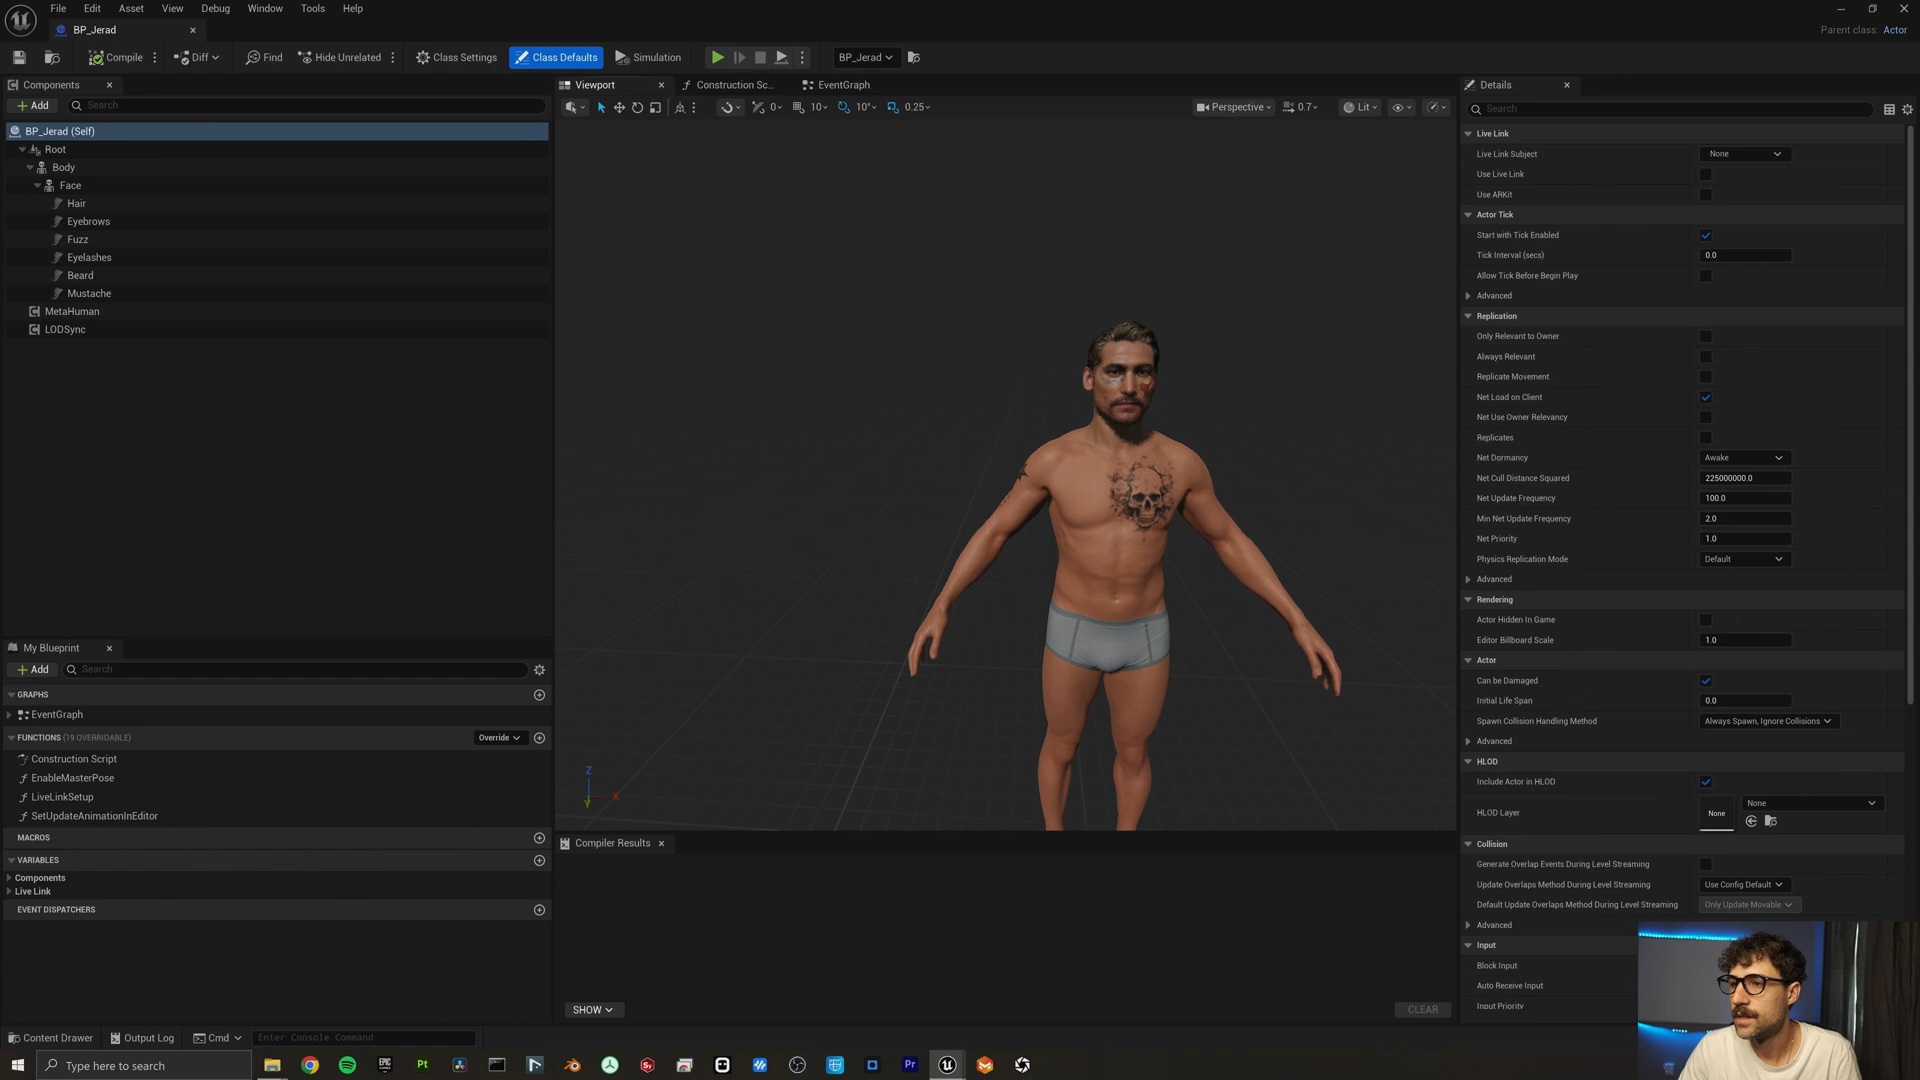 File Edit Asset View Debug Window Tools Help
BP_Jerad
Parent class: Actor
Compile Diff Find Hide Unrelated Class Settings Class Defaults Simulation BP_Jerad
Components
Add Search
BP_Jerad (Self)
Root
Body
Face
Hair
Eyebrows
Fuzz
Eyelashes
Beard
Mustache
MetaHuman
LODSync
My Blueprint
Add Search
GRAPHS
EventGraph
FUNCTIONS (19 OVERRIDABLE) Override
Construction Script
EnableMasterPose
LiveLinkSetup
SetUpdateAnimationInEditor
MACROS
VARIABLES
Components
Live Link
EVENT DISPATCHERS
Viewport Construction Sc... EventGraph
0 10 10° 0.25 Perspective 0.7 Lit
Z
X
Y
Compiler Results
SHOW CLEAR
Details
Search
Live Link
Live Link Subject None
Use Live Link
Use ARKit
Actor Tick
Start with Tick Enabled
Tick Interval (secs) 0.0
Allow Tick Before Begin Play
Advanced
Replication
Only Relevant to Owner
Always Relevant
Replicate Movement
Net Load on Client
Net Use Owner Relevancy
Replicates
Net Dormancy Awake
Net Cull Distance Squared 225000000.0
Net Update Frequency 100.0
Min Net Update Frequency 2.0
Net Priority 1.0
Physics Replication Mode Default
Advanced
Rendering
Actor Hidden In Game
Editor Billboard Scale 1.0
Actor
Can be Damaged
Initial Life Span 0.0
Spawn Collision Handling Method Always Spawn, Ignore Collisions
Advanced
HLOD
Include Actor in HLOD
HLOD Layer None None
Collision
Generate Overlap Events During Level Streaming
Update Overlaps Method During Level Streaming Use Config Default
Default Update Overlaps Method During Level Streaming Only Update Movable
Advanced
Input
Block Input
Auto Receive Input
Input Priority
Content Drawer Output Log Cmd Enter Console Command
Type here to search
EPIC GAMES Pt Sy Pr